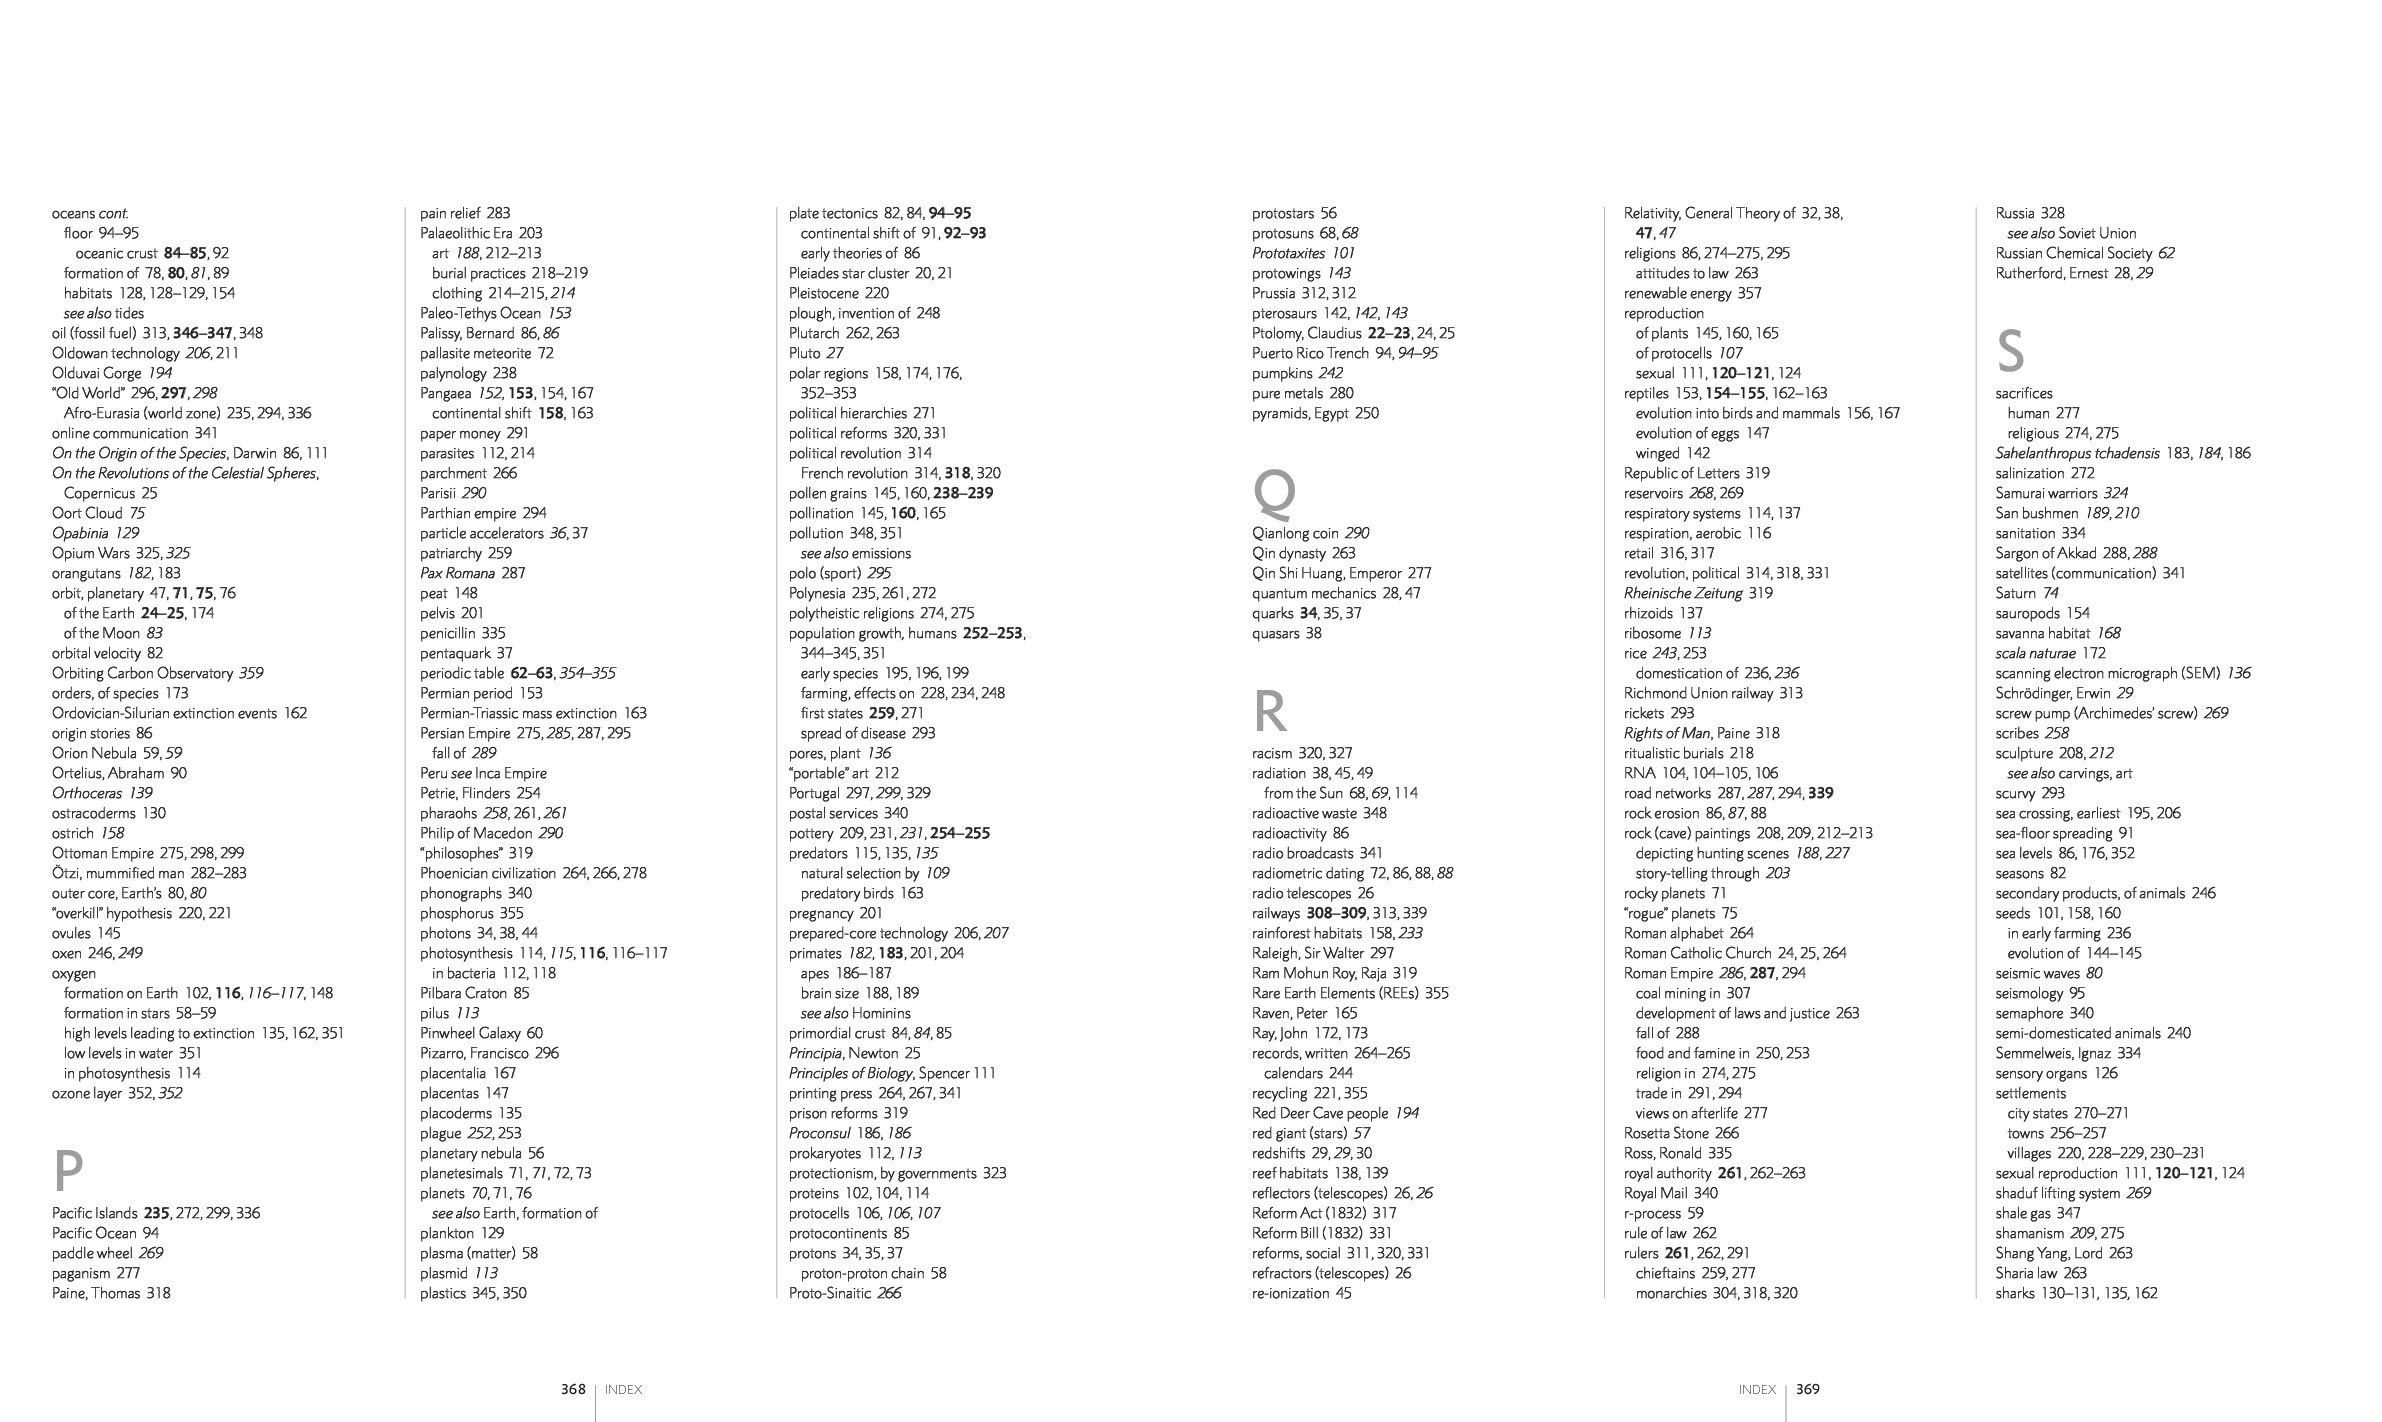 oceans cont.
floor 94–95
oceanic crust 84–85, 92
formation of 78, 80, 81, 89
habitats 128, 128–129, 154
see also tides
oil (fossil fuel) 313, 346–347, 348
Oldowan technology 206, 211
Olduvai Gorge 194
“Old World” 296, 297, 298
Afro-Eurasia (world zone) 235, 294, 336
online communication 341
On the Origin of the Species, Darwin 86, 111
On the Revolutions of the Celestial Spheres,
Copernicus 25
Oort Cloud 75
Opabinia 129
Opium Wars 325, 325
orangutans 182, 183
orbit, planetary 47, 71, 75, 76
of the Earth 24–25, 174
of the Moon 83
orbital velocity 82
Orbiting Carbon Observatory 359
orders, of species 173
Ordovician-Silurian extinction events 162
origin stories 86
Orion Nebula 59, 59
Ortelius, Abraham 90
Orthoceras 139
ostracoderms 130
ostrich 158
Ottoman Empire 275, 298, 299
Ötzi, mummified man 282–283
outer core, Earth’s 80, 80
“overkill” hypothesis 220, 221
ovules 145
oxen 246, 249
oxygen
formation on Earth 102, 116, 116–117, 148
formation in stars 58–59
high levels leading to extinction 135, 162, 351
low levels in water 351
in photosynthesis 114
ozone layer 352, 352
P
Pacific Islands 235, 272, 299, 336
Pacific Ocean 94
paddle wheel 269
paganism 277
Paine, Thomas 318
pain relief 283
Palaeolithic Era 203
art 188, 212–213
burial practices 218–219
clothing 214–215, 214
Paleo-Tethys Ocean 153
Palissy, Bernard 86, 86
pallasite meteorite 72
palynology 238
Pangaea 152, 153, 154, 167
continental shift 158, 163
paper money 291
parasites 112, 214
parchment 266
Parisii 290
Parthian empire 294
particle accelerators 36, 37
patriarchy 259
Pax Romana 287
peat 148
pelvis 201
penicillin 335
pentaquark 37
periodic table 62–63, 354–355
Permian period 153
Permian-Triassic mass extinction 163
Persian Empire 275, 285, 287, 295
fall of 289
Peru see Inca Empire
Petrie, Flinders 254
pharaohs 258, 261, 261
Philip of Macedon 290
“philosophes” 319
Phoenician civilization 264, 266, 278
phonographs 340
phosphorus 355
photons 34, 38, 44
photosynthesis 114, 115, 116, 116–117
in bacteria 112, 118
Pilbara Craton 85
pilus 113
Pinwheel Galaxy 60
Pizarro, Francisco 296
placentalia 167
placentas 147
placoderms 135
plague 252, 253
planetary nebula 56
planetesimals 71, 71, 72, 73
planets 70, 71, 76
see also Earth, formation of
plankton 129
plasma (matter) 58
plasmid 113
plastics 345, 350
plate tectonics 82, 84, 94–95
continental shift of 91, 92–93
early theories of 86
Pleiades star cluster 20, 21
Pleistocene 220
plough, invention of 248
Plutarch 262, 263
Pluto 27
polar regions 158, 174, 176,
352–353
political hierarchies 271
political reforms 320, 331
political revolution 314
French revolution 314, 318, 320
pollen grains 145, 160, 238–239
pollination 145, 160, 165
pollution 348, 351
see also emissions
polo (sport) 295
Polynesia 235, 261, 272
polytheistic religions 274, 275
population growth, humans 252–253,
344–345, 351
early species 195, 196, 199
farming, effects on 228, 234, 248
first states 259, 271
spread of disease 293
pores, plant 136
“portable” art 212
Portugal 297, 299, 329
postal services 340
pottery 209, 231, 231, 254–255
predators 115, 135, 135
natural selection by 109
predatory birds 163
pregnancy 201
prepared-core technology 206, 207
primates 182, 183, 201, 204
apes 186–187
brain size 188, 189
see also Hominins
primordial crust 84, 84, 85
Principia, Newton 25
Principles of Biology, Spencer 111
printing press 264, 267, 341
prison reforms 319
Proconsul 186, 186
prokaryotes 112, 113
protectionism, by governments 323
proteins 102, 104, 114
protocells 106, 106, 107
protocontinents 85
protons 34, 35, 37
proton-proton chain 58
Proto-Sinaitic 266
protostars 56
protosuns 68, 68
Prototaxites 101
protowings 143
Prussia 312, 312
pterosaurs 142, 142, 143
Ptolomy, Claudius 22–23, 24, 25
Puerto Rico Trench 94, 94–95
pumpkins 242
pure metals 280
pyramids, Egypt 250
Q
Qianlong coin 290
Qin dynasty 263
Qin Shi Huang, Emperor 277
quantum mechanics 28, 47
quarks 34, 35, 37
quasars 38
R
racism 320, 327
radiation 38, 45, 49
from the Sun 68, 69, 114
radioactive waste 348
radioactivity 86
radio broadcasts 341
radiometric dating 72, 86, 88, 88
radio telescopes 26
railways 308–309, 313, 339
rainforest habitats 158, 233
Raleigh, Sir Walter 297
Ram Mohun Roy, Raja 319
Rare Earth Elements (REEs) 355
Raven, Peter 165
Ray, John 172, 173
records, written 264–265
calendars 244
recycling 221, 355
Red Deer Cave people 194
red giant (stars) 57
redshifts 29, 29, 30
reef habitats 138, 139
reflectors (telescopes) 26, 26
Reform Act (1832) 317
Reform Bill (1832) 331
reforms, social 311, 320, 331
refractors (telescopes) 26
re-ionization 45
Relativity, General Theory of 32, 38,
47, 47
religions 86, 274–275, 295
attitudes to law 263
renewable energy 357
reproduction
of plants 145, 160, 165
of protocells 107
sexual 111, 120–121, 124
reptiles 153, 154–155, 162–163
evolution into birds and mammals 156, 167
evolution of eggs 147
winged 142
Republic of Letters 319
reservoirs 268, 269
respiratory systems 114, 137
respiration, aerobic 116
retail 316, 317
revolution, political 314, 318, 331
Rheinische Zeitung 319
rhizoids 137
ribosome 113
rice 243, 253
domestication of 236, 236
Richmond Union railway 313
rickets 293
Rights of Man, Paine 318
ritualistic burials 218
RNA 104, 104–105, 106
road networks 287, 287, 294, 339
rock erosion 86, 87, 88
rock (cave) paintings 208, 209, 212–213
depicting hunting scenes 188, 227
story-telling through 203
rocky planets 71
“rogue” planets 75
Roman alphabet 264
Roman Catholic Church 24, 25, 264
Roman Empire 286, 287, 294
coal mining in 307
development of laws and justice 263
fall of 288
food and famine in 250, 253
religion in 274, 275
trade in 291, 294
views on afterlife 277
Rosetta Stone 266
Ross, Ronald 335
royal authority 261, 262–263
Royal Mail 340
r-process 59
rule of law 262
rulers 261, 262, 291
chieftains 259, 277
monarchies 304, 318, 320
Russia 328
see also Soviet Union
Russian Chemical Society 62
Rutherford, Ernest 28, 29
S
sacrifices
human 277
religious 274, 275
Sahelanthropus tchadensis 183, 184, 186
salinization 272
Samurai warriors 324
San bushmen 189, 210
sanitation 334
Sargon of Akkad 288, 288
satellites (communication) 341
Saturn 74
sauropods 154
savanna habitat 168
scala naturae 172
scanning electron micrograph (SEM) 136
Schrödinger, Erwin 29
screw pump (Archimedes’ screw) 269
scribes 258
sculpture 208, 212
see also carvings, art
scurvy 293
sea crossing, earliest 195, 206
sea-floor spreading 91
sea levels 86, 176, 352
seasons 82
secondary products, of animals 246
seeds 101, 158, 160
in early farming 236
evolution of 144–145
seismic waves 80
seismology 95
semaphore 340
semi-domesticated animals 240
Semmelweis, Ignaz 334
sensory organs 126
settlements
city states 270–271
towns 256–257
villages 220, 228–229, 230–231
sexual reproduction 111, 120–121, 124
shaduf lifting system 269
shale gas 347
shamanism 209, 275
Shang Yang, Lord 263
Sharia law 263
sharks 130–131, 135, 162
368 INDEX
INDEX 369